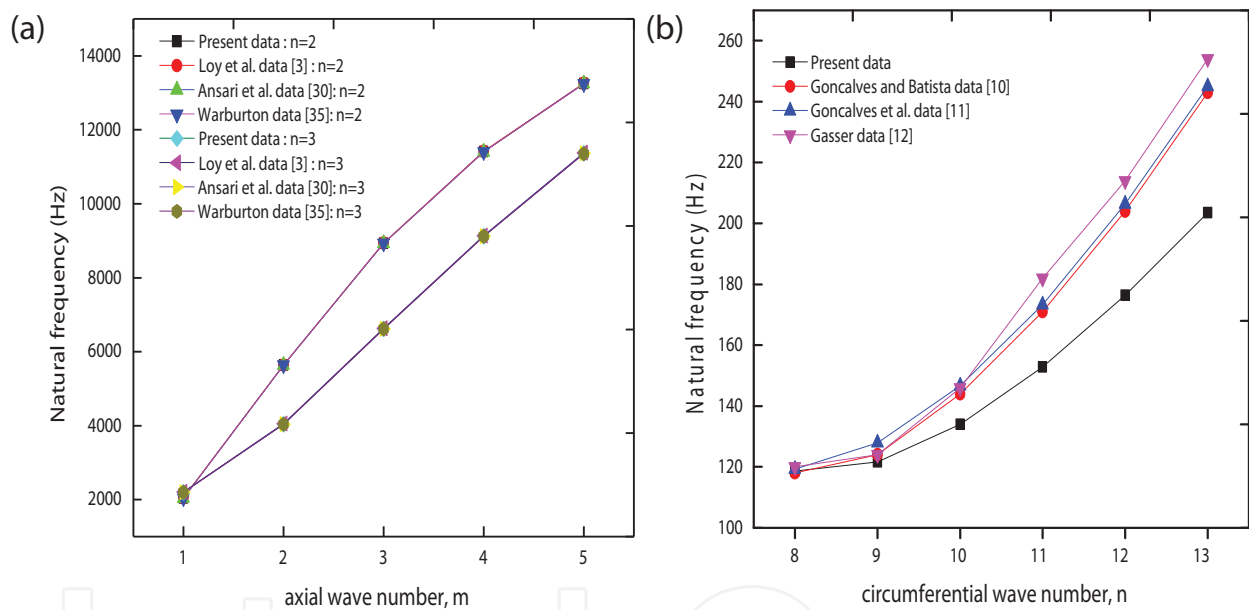 (a)
Present data : n=2
Loy et al. data [3] : n=2
Ansari et al. data [30]: n=2
Warburton data [35]: n=2
Present data : n=3
Loy et al. data [3] : n=3
Ansari et al. data [30]: n=3
Warburton data [35]: n=3
14000
12000
10000
8000
6000
4000
2000
Natural frequency (Hz)
1 2 3 4 5
axial wave number, m
(b)
Present data
Goncalves and Batista data [10]
Goncalves et al. data [11]
Gasser data [12]
260
240
220
200
180
160
140
120
100
Natural frequency (Hz)
8 9 10 11 12 13
circumferential wave number, n